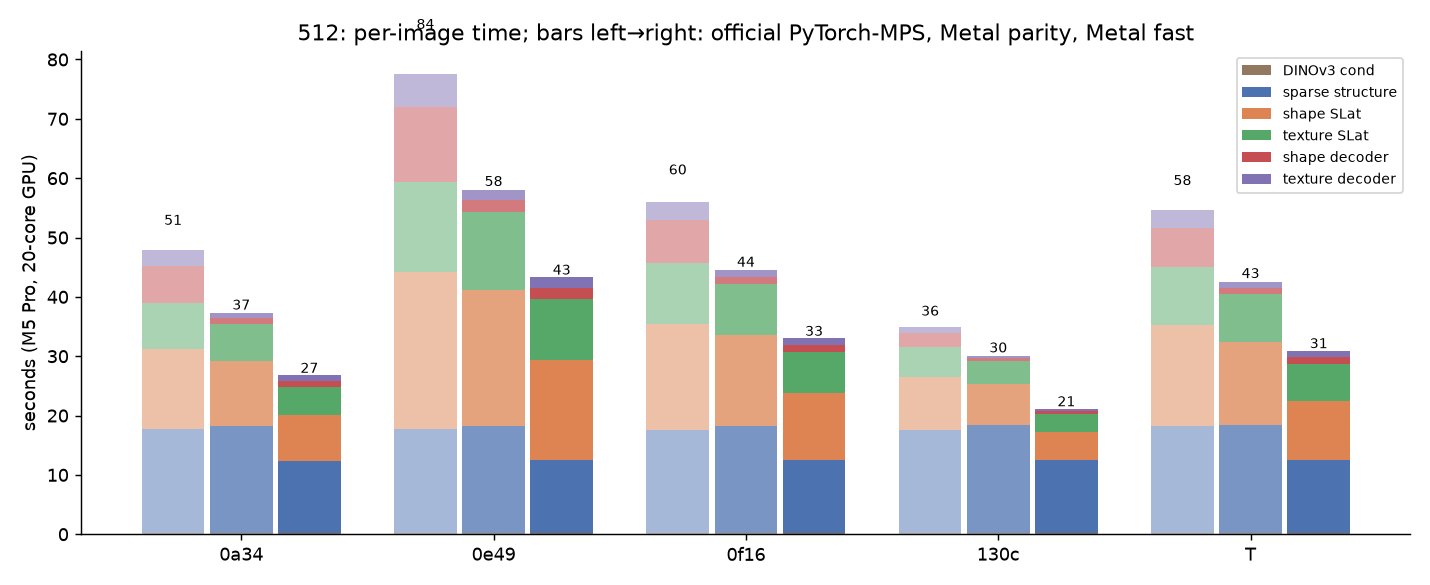 84
512: per-image time; bars left→right: official PyTorch-MPS, Metal parity, Metal fast
DINOv3 cond
sparse structure
shape SLat
texture SLat
shape decoder
texture decoder
seconds (M5 Pro, 20-core GPU)
80
70
60
50
40
30
20
10
0
51
37
27
58
43
60
44
33
36
30
21
58
43
31
0a34
0e49
0f16
130c
T